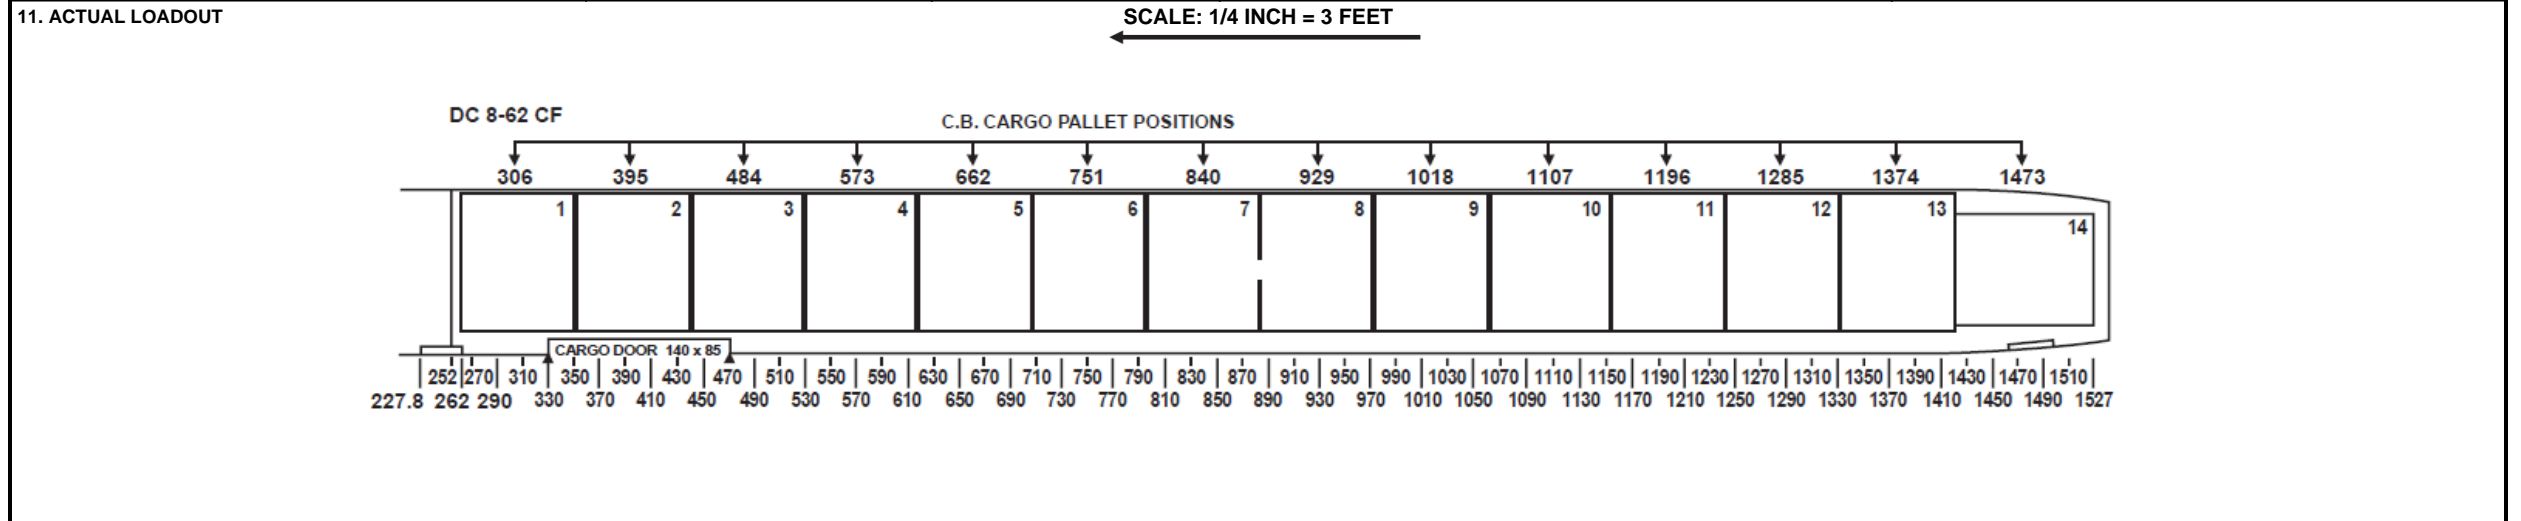 11. ACTUAL LOADOUT
SCALE: 1/4 INCH = 3 FEET
DC 8-62 CF
C.B. CARGO PALLET POSITIONS
306 395 484 573 662 751 840 929 1018 1107 1196 1285 1374 1473
1 2 3 4 5 6 7 8 9 10 11 12 13 14
CARGO DOOR 140 x 85
252 270 310 350 390 430 470 510 550 590 630 670 710 750 790 830 870 910 950 990 1030 1070 1110 1150 1190 1230 1270 1310 1350 1390 1430 1470 1510
227.8 262 290 330 370 410 450 490 530 570 610 650 690 730 770 810 850 890 930 970 1010 1050 1090 1130 1170 1210 1250 1290 1330 1370 1410 1450 1490 1527